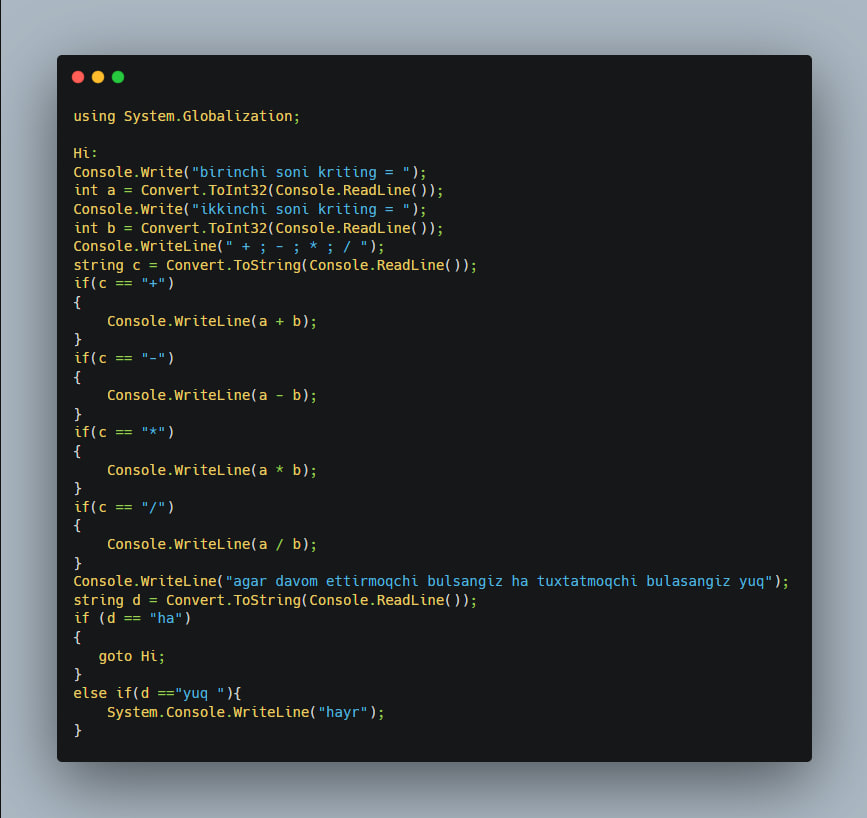 using System.Globalization;

Hi:
Console.Write("birinchi soni kriting = ");
int a = Convert.ToInt32(Console.ReadLine());
Console.Write("ikkinchi soni kriting = ");
int b = Convert.ToInt32(Console.ReadLine());
Console.WriteLine(" + ; - ; * ; / ");
string c = Convert.ToString(Console.ReadLine());
if(c == "+")
{
    Console.WriteLine(a + b);
}
if(c == "-")
{
    Console.WriteLine(a - b);
}
if(c == "*")
{
    Console.WriteLine(a * b);
}
if(c == "/")
{
    Console.WriteLine(a / b);
}
Console.WriteLine("agar davom ettirmoqchi bulsangiz ha tuxtatmoqchi bulasangiz yuq");
string d = Convert.ToString(Console.ReadLine());
if (d == "ha")
{
   goto Hi;
}
else if(d =="yuq "){
    System.Console.WriteLine("hayr");
}